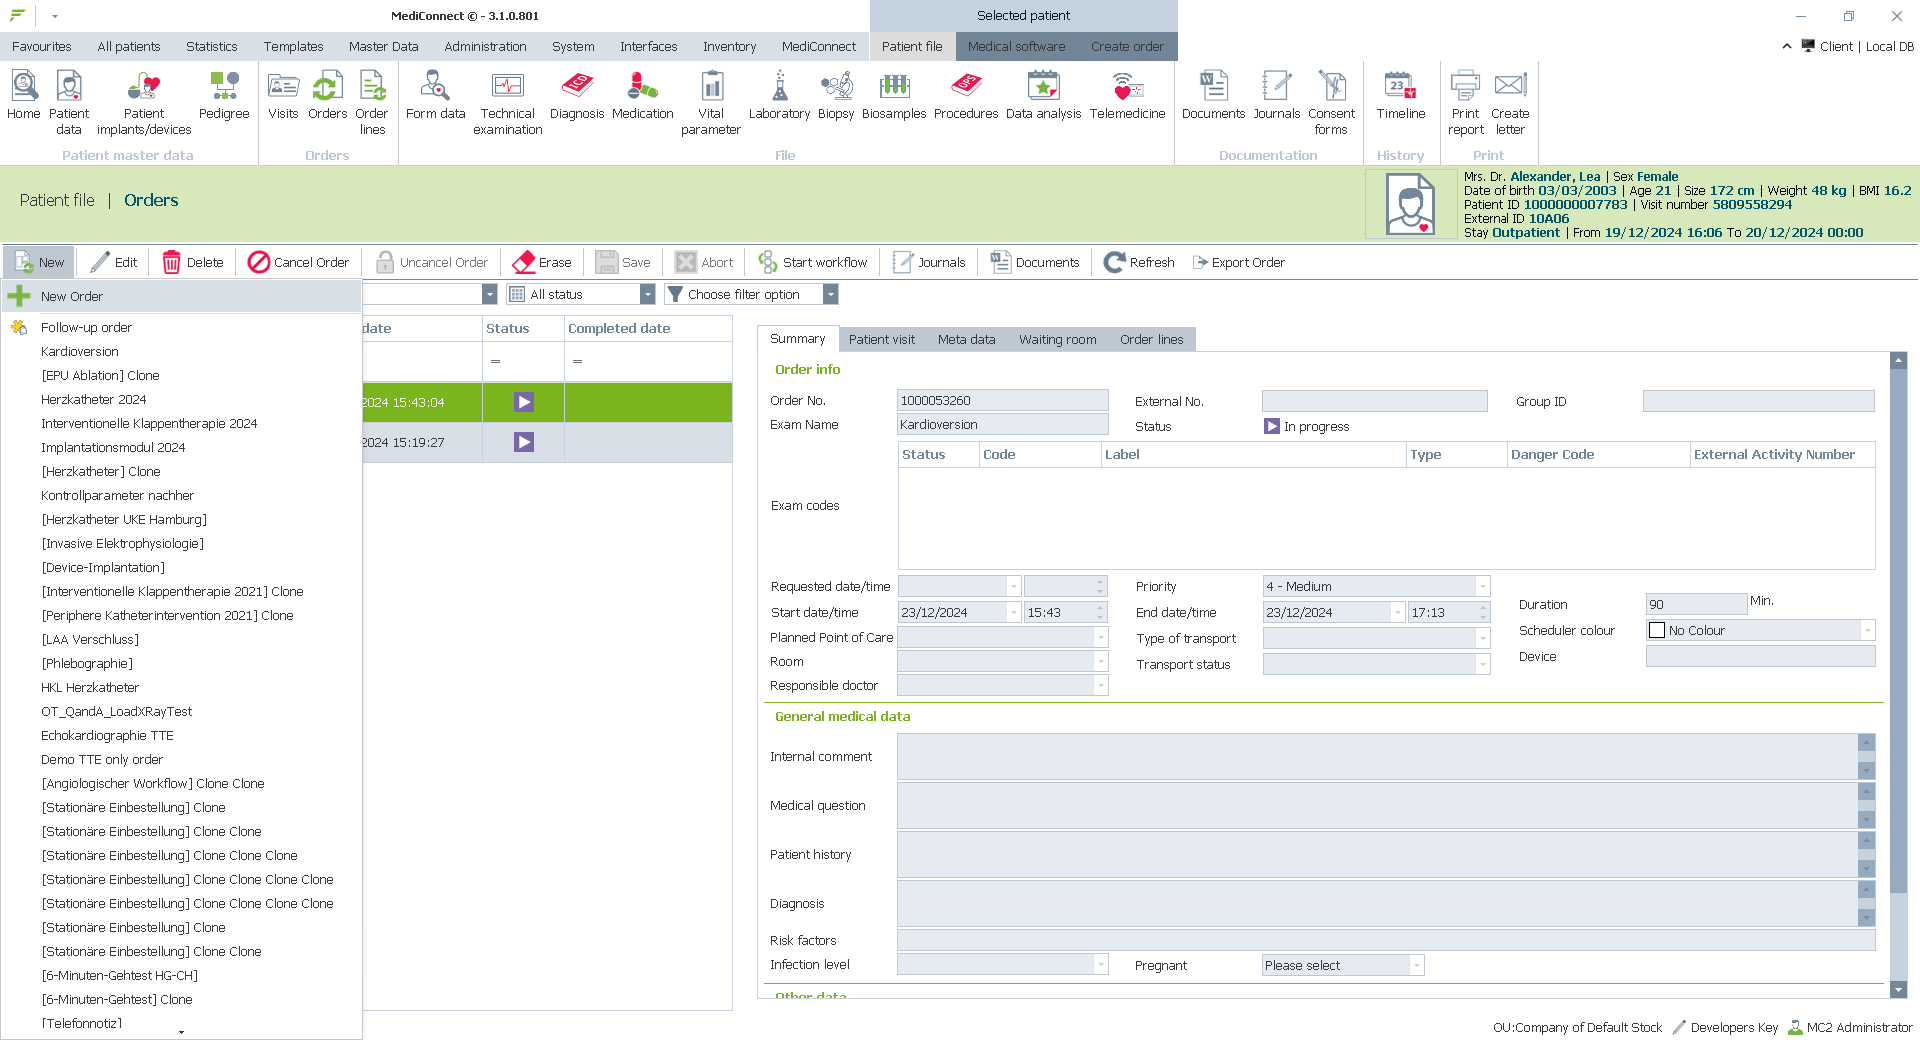 MediConnect © - 3.1.0.801
Selected patient
Favourites All patients Statistics Templates Master Data Administration System Interfaces Inventory MediConnect Patient file Medical software Create order
Client | Local DB
Home Patient data Patient implants/devices Pedigree Visits Orders Order lines Form data Technical examination Diagnosis Medication Vital parameter Laboratory Biopsy Biosamples Procedures Data analysis Telemedicine Documents Journals Consent forms Timeline Print report Create letter
Patient master data Orders File Documentation History Print
Patient file | Orders
Mrs. Dr. Alexander, Lea | Sex Female
Date of birth 03/03/2003 | Age 21 | Size 172 cm | Weight 48 kg | BMI 16.2
Patient ID 1000000007783 | Visit number 5809558294
External ID 10A06
Stay Outpatient | From 19/12/2024 16:06 To 20/12/2024 00:00
New Edit Delete Cancel Order Uncancel Order Erase Save Abort Start workflow Journals Documents Refresh Export Order
New Order
Follow-up order
Kardioversion
[EPU Ablation] Clone
Herzkatheter 2024
Interventionelle Klappentherapie 2024
Implantationsmodul 2024
[Herzkatheter] Clone
Kontrollparameter nachher
[Herzkatheter UKE Hamburg]
[Invasive Elektrophysiologie]
[Device-Implantation]
[Interventionelle Klappentherapie 2021] Clone
[Periphere Katheterintervention 2021] Clone
[LAA Verschluss]
[Phlebographie]
HKL Herzkatheter
OT_QandA_LoadXRayTest
Echokardiographie TTE
Demo TTE only order
[Angiologischer Workflow] Clone Clone
[Stationäre Einbestellung] Clone
[Stationäre Einbestellung] Clone Clone
[Stationäre Einbestellung] Clone Clone Clone
[Stationäre Einbestellung] Clone Clone Clone Clone
[Stationäre Einbestellung] Clone Clone Clone Clone
[Stationäre Einbestellung] Clone
[Stationäre Einbestellung] Clone Clone
[6-Minuten-Gehtest HG-CH]
[6-Minuten-Gehtest] Clone
[Telefonnotiz]
All status Choose filter option
date Status Completed date
= =
2024 15:43:04
2024 15:19:27
Summary Patient visit Meta data Waiting room Order lines
Order info
Order No. 1000053260 External No. Group ID
Exam Name Kardioversion Status In progress
Status Code Label Type Danger Code External Activity Number
Exam codes
Requested date/time Priority 4 - Medium
Start date/time 23/12/2024 15:43 End date/time 23/12/2024 17:13 Duration 90 Min.
Planned Point of Care Type of transport Scheduler colour No Colour
Room Transport status Device
Responsible doctor
General medical data
Internal comment
Medical question
Patient history
Diagnosis
Risk factors
Infection level Pregnant Please select
Other data
OU:Company of Default Stock Developers Key MC2 Administrator